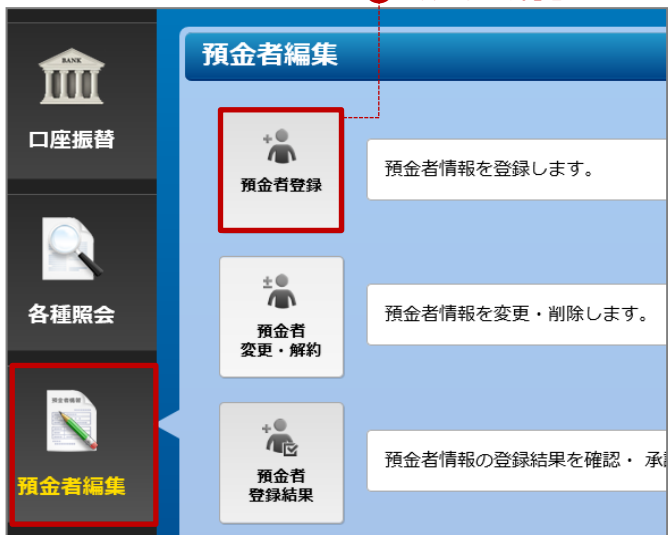 BANK
口座振替
各種照会
預金者編集
預金者編集
預金者登録
預金者情報を登録します。
預金者
変更・解約
預金者情報を変更・削除します。
預金者
登録結果
預金者情報の登録結果を確認・ 承